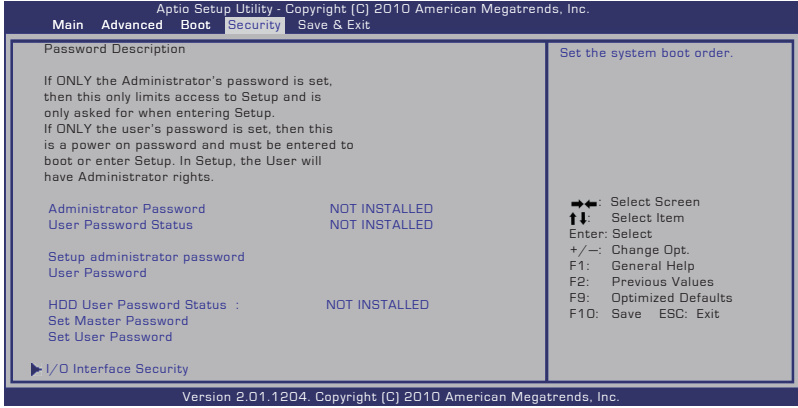 Aptio Setup Utility - Copyright (C) 2010 American Megatrends, Inc.
Main Advanced Boot Security Save & Exit
Password Description
If ONLY the Administrator's password is set,
then this only limits access to Setup and is
only asked for when entering Setup.
If ONLY the user's password is set, then this
is a power on password and must be entered to
boot or enter Setup. In Setup, the User will
have Administrator rights.
Administrator Password NOT INSTALLED
User Password Status NOT INSTALLED
Setup administrator password
User Password
HDD User Password Status : NOT INSTALLED
Set Master Password
Set User Password
I/O Interface Security
Set the system boot order.
→←: Select Screen
↑↓: Select Item
Enter: Select
+/—: Change Opt.
F1: General Help
F2: Previous Values
F9: Optimized Defaults
F10: Save ESC: Exit
Version 2.01.1204. Copyright (C) 2010 American Megatrends, Inc.